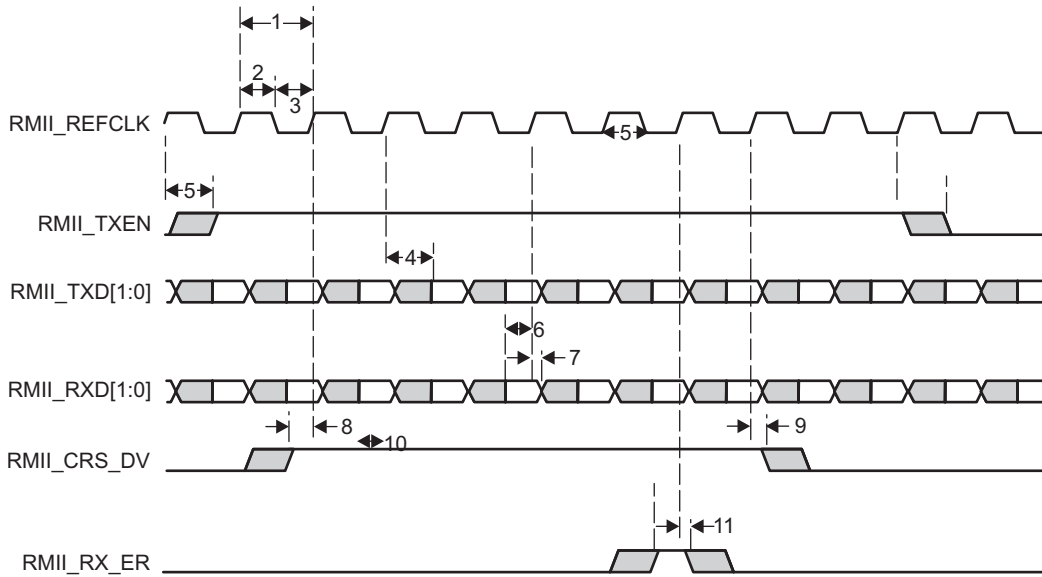 1
2
3
RMII_REFCLK
5
5
RMII_TXEN
4
RMII_TXD[1:0]
6
7
RMII_RXD[1:0]
8
10
9
RMII_CRS_DV
11
RMII_RX_ER